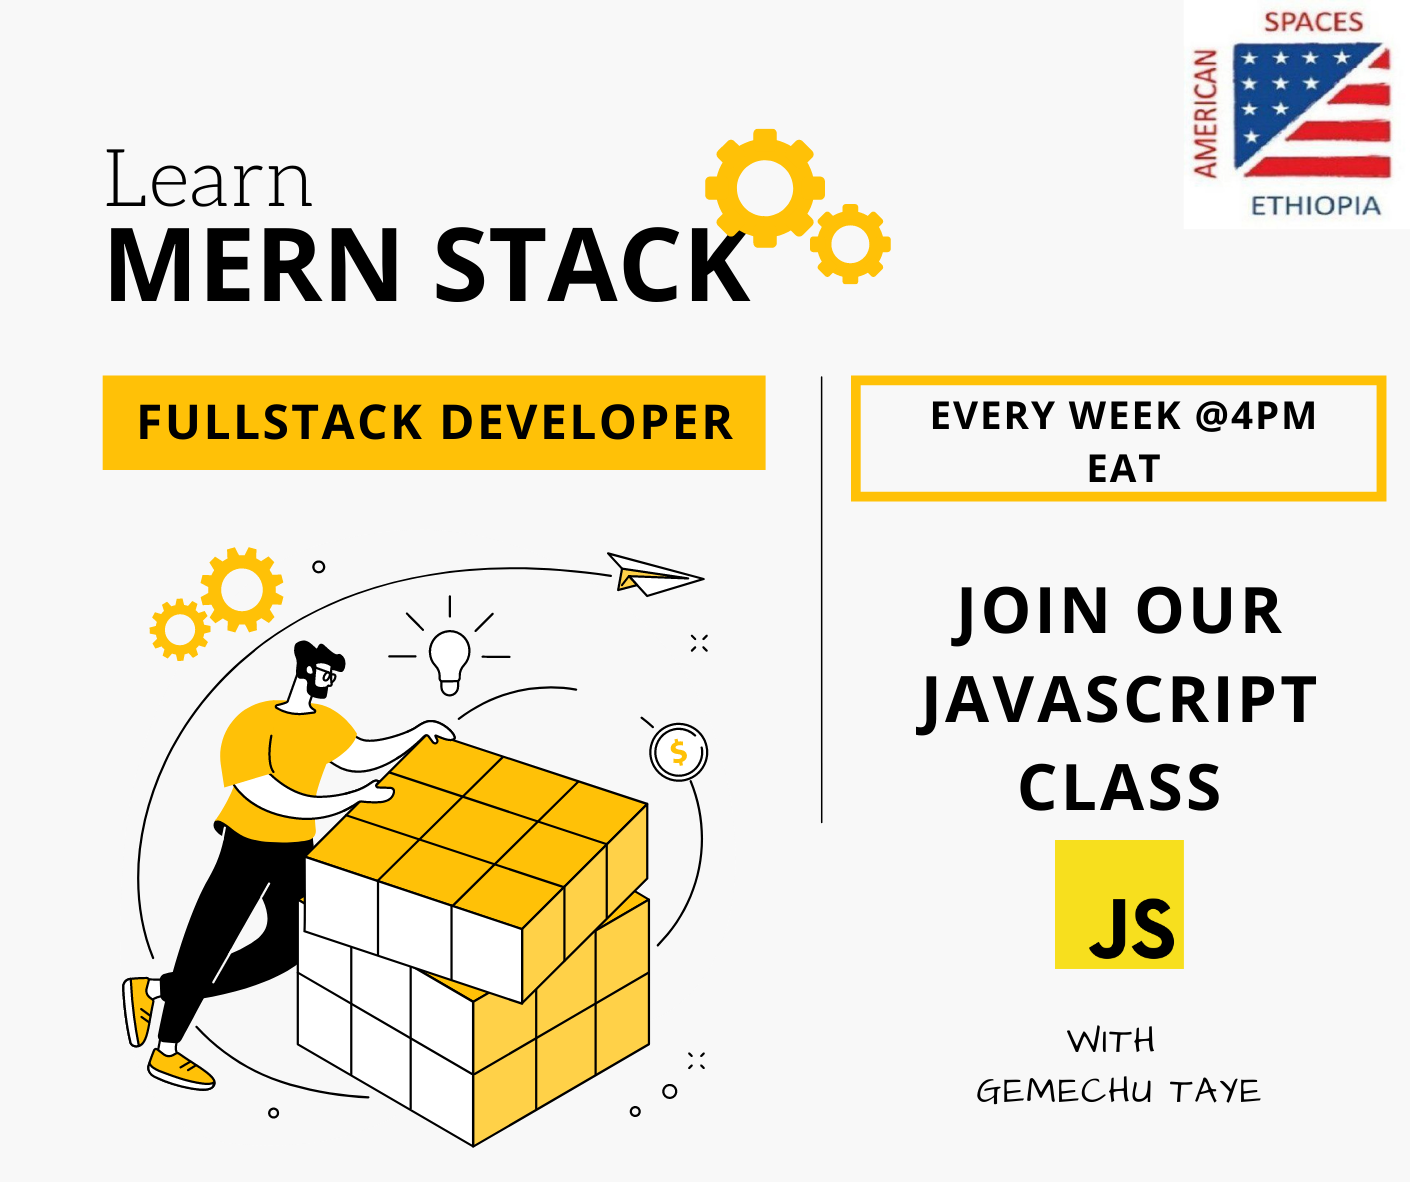 SPACES
AMERICAN
ETHIOPIA
Learn
MERN STACK
FULLSTACK DEVELOPER
EVERY WEEK @4PM
EAT
JOIN OUR
JAVASCRIPT
CLASS
JS
WITH
GEMECHU TAYE
$